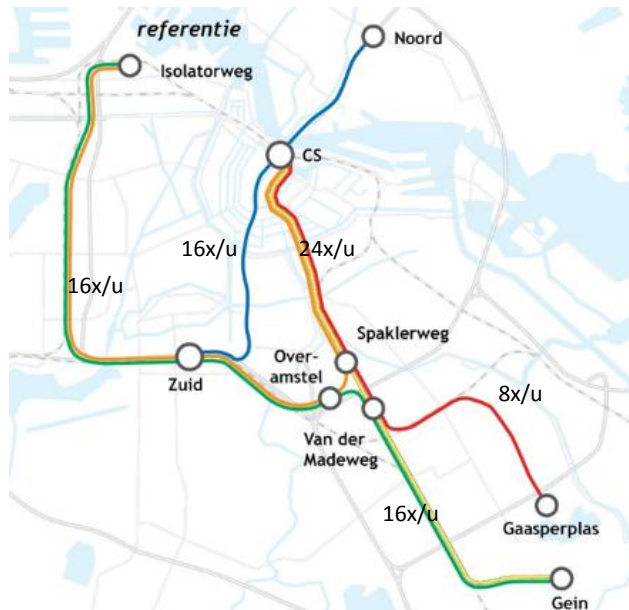 referentie
Noord
Isolatorweg
CS
16x/u
24x/u
16x/u
Spaklerweg
Over-
amstel
Zuid
8x/u
Van der
Madeweg
16x/u
Gaasperplas
Gein